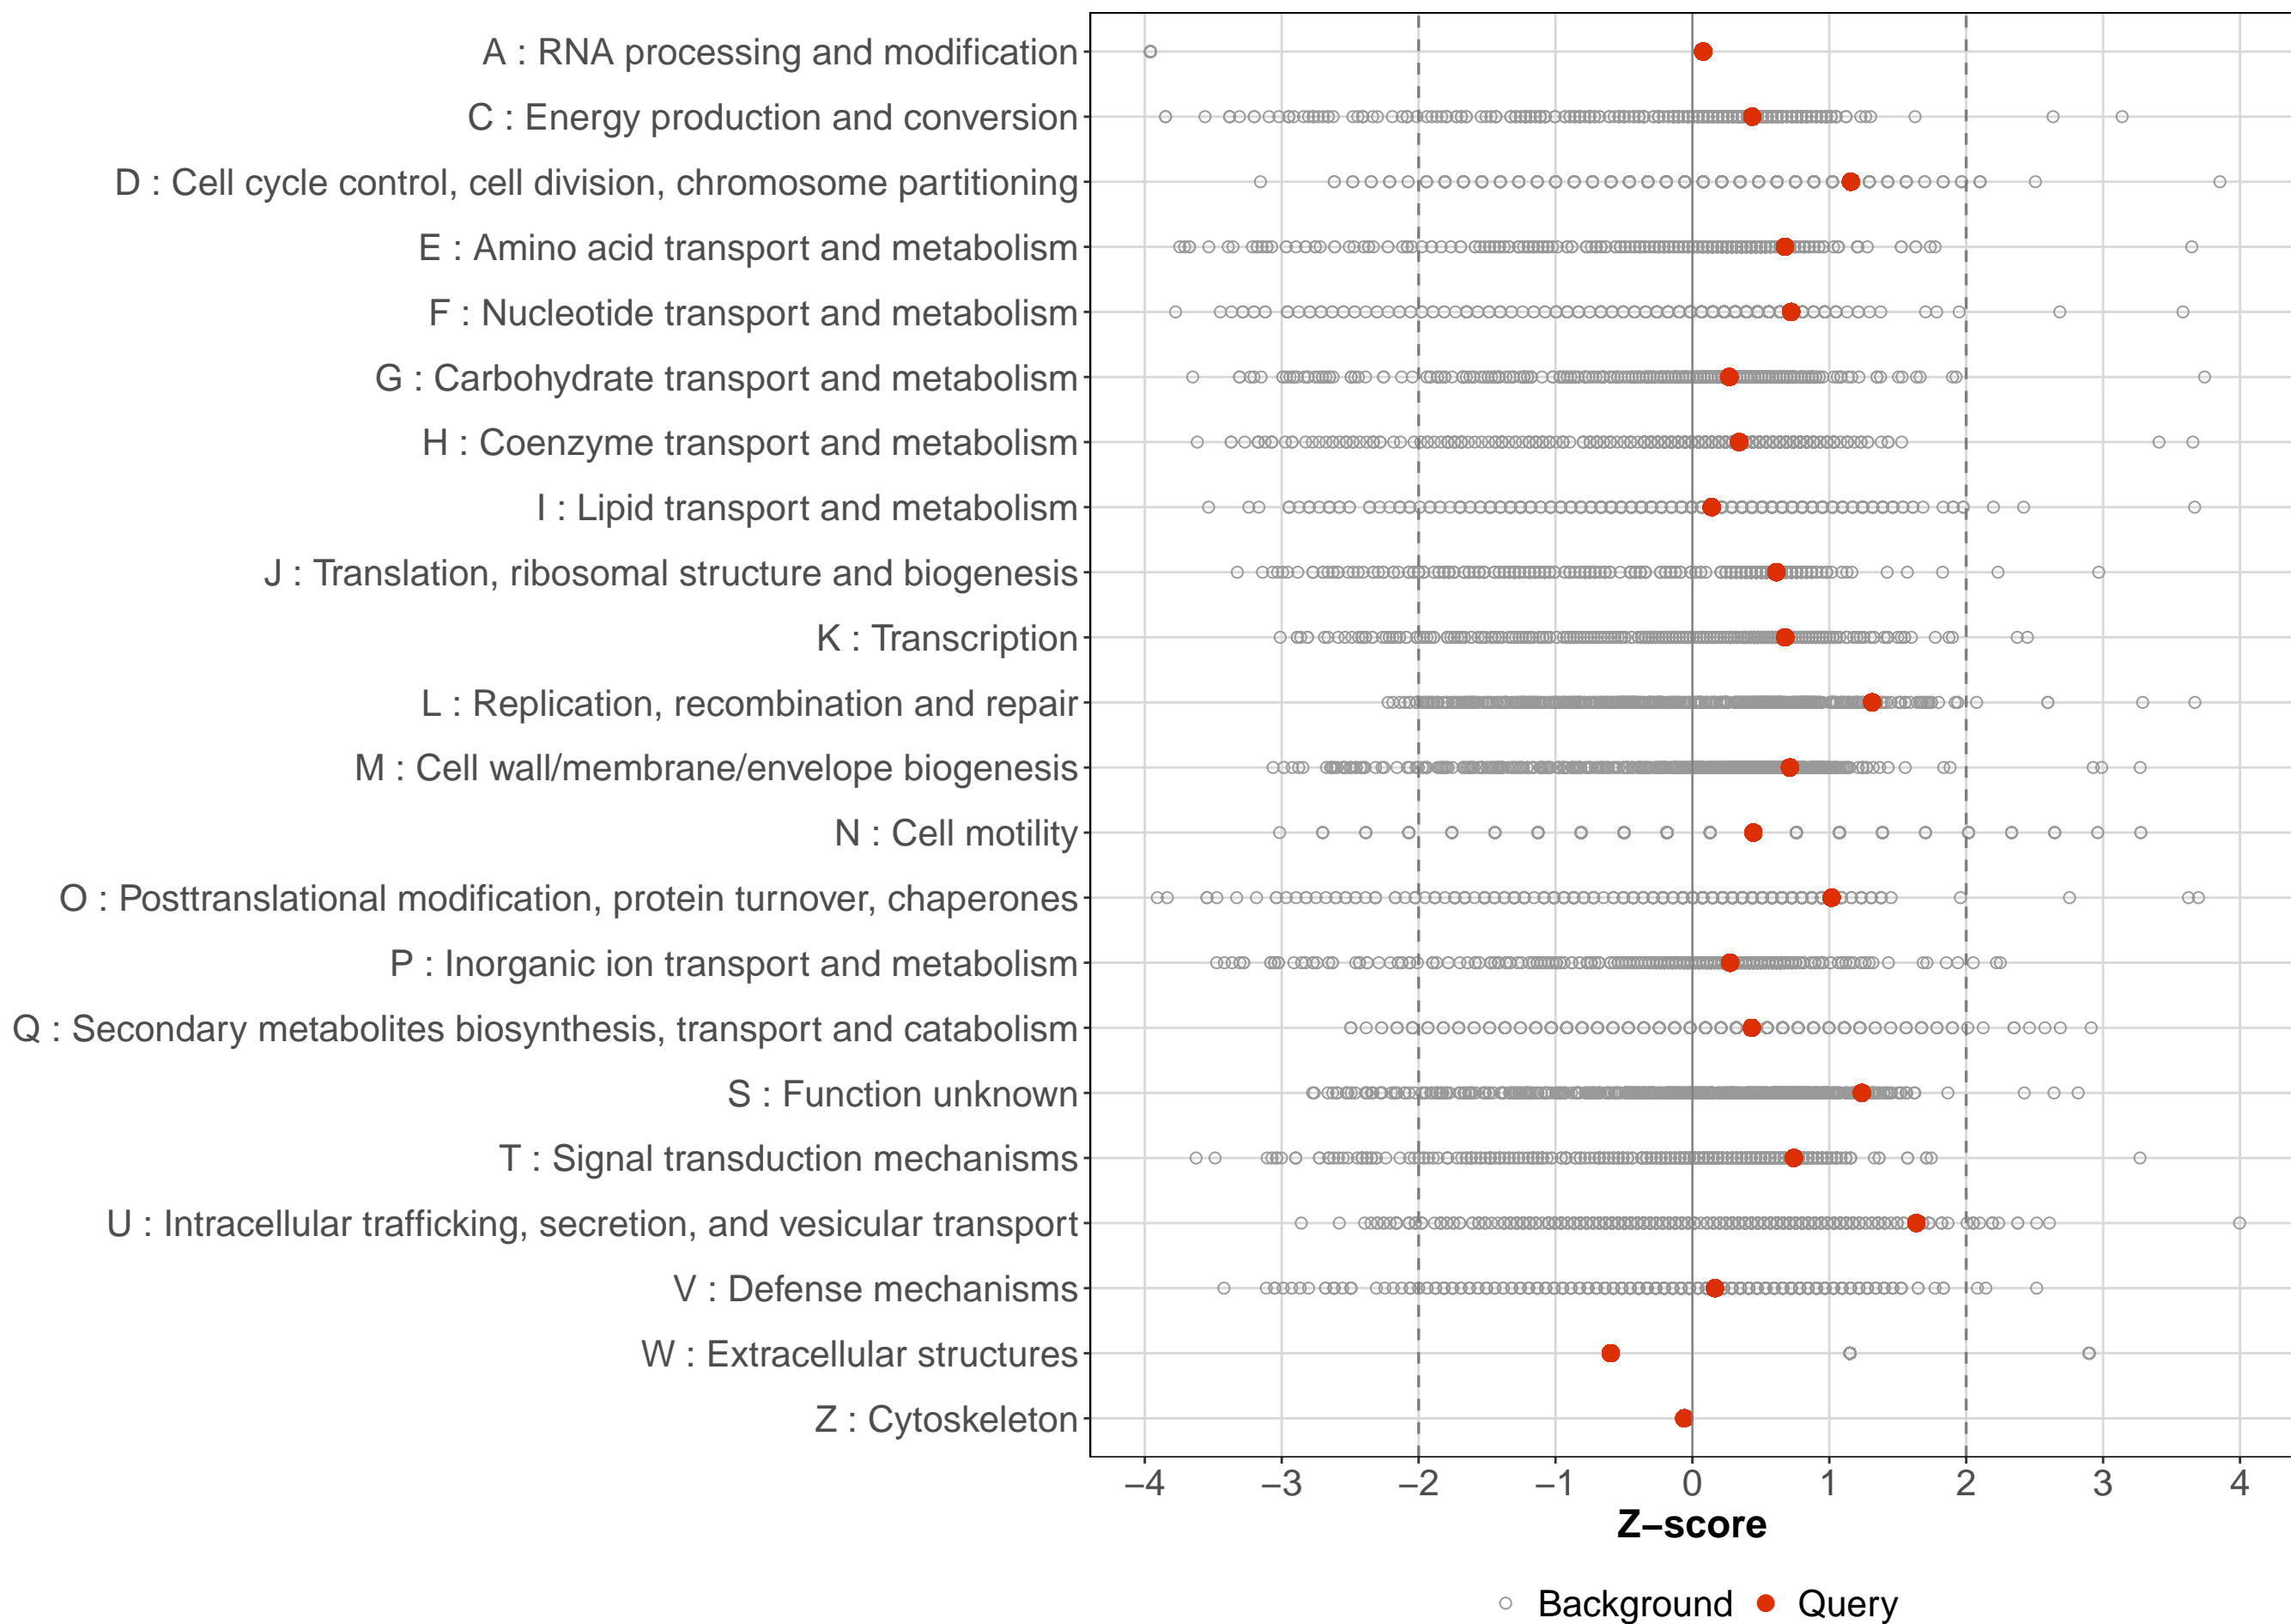 A : RNA processing and modification
C : Energy production and conversion
D : Cell cycle control, cell division, chromosome partitioning
E : Amino acid transport and metabolism
F : Nucleotide transport and metabolism
G : Carbohydrate transport and metabolism
H : Coenzyme transport and metabolism
I : Lipid transport and metabolism
J : Translation, ribosomal structure and biogenesis
K : Transcription
L : Replication, recombination and repair
M : Cell wall/membrane/envelope biogenesis
N : Cell motility
O : Posttranslational modification, protein turnover, chaperones
P : Inorganic ion transport and metabolism
Q : Secondary metabolites biosynthesis, transport and catabolism
S : Function unknown
T : Signal transduction mechanisms
U : Intracellular trafficking, secretion, and vesicular transport
V : Defense mechanisms
W : Extracellular structures
Z : Cytoskeleton
−4 −3 −2 −1 0 1 2 3 4
Z−score
Background Query